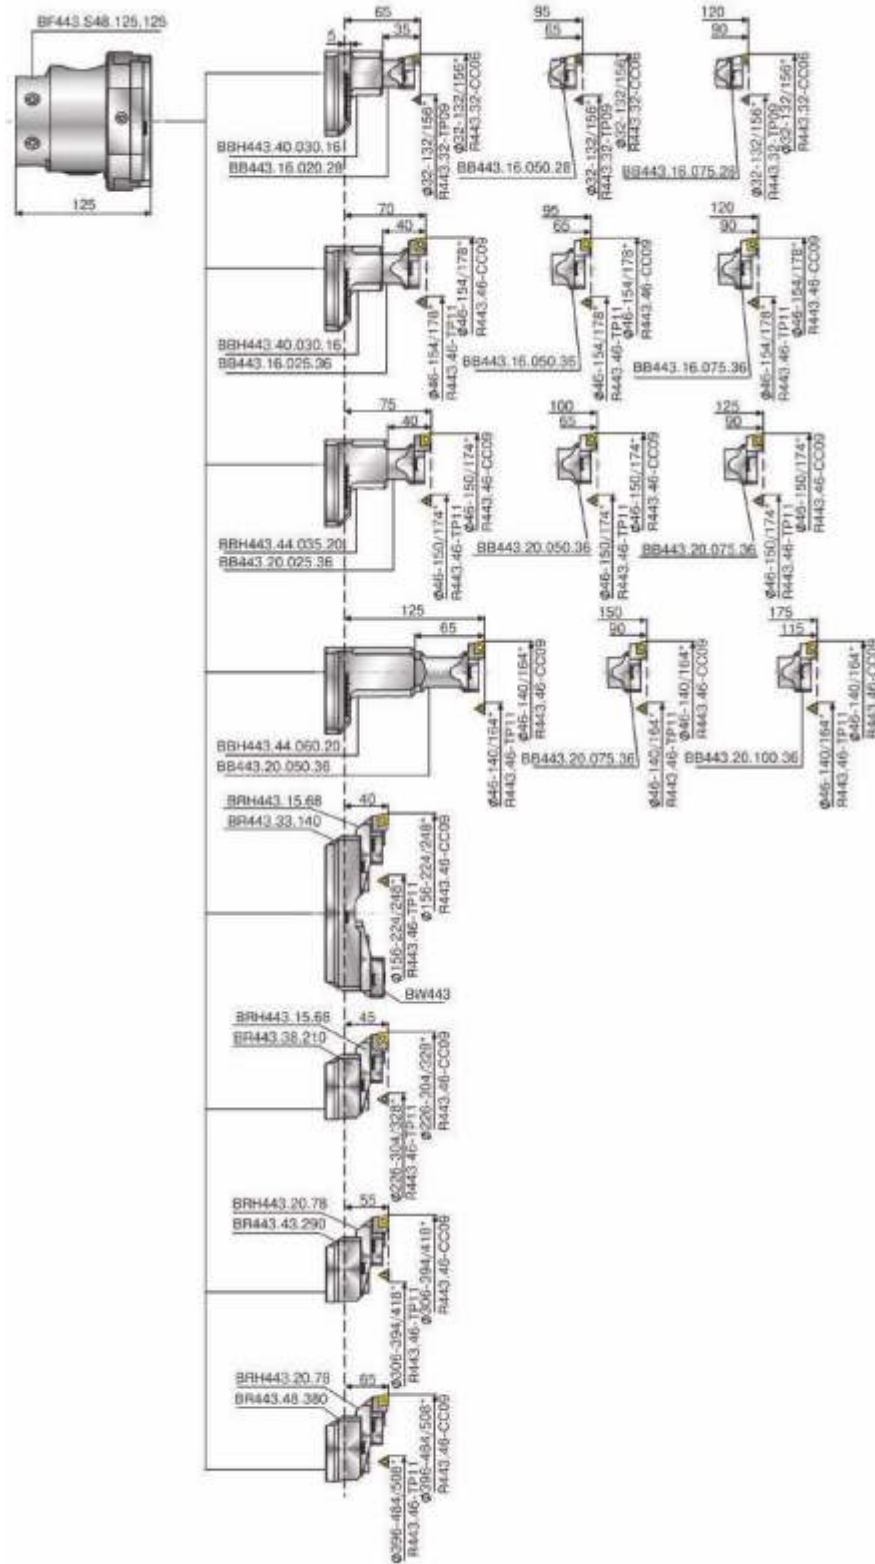 BF443.S48.125.125
125
65
35
5
BBH443.40.030.16
BB443.16.020.28
Ø32-132/156*
R443.32-TP09
Ø32-132/156*
R443.32-CC06
95
65
BB443.16.050.28
Ø32-132/156*
R443.32-TP09
Ø32-132/156*
R443.32-CC06
120
90
BB443.16.075.28
Ø32-132/156*
R443.32-TP09
Ø32-132/156*
R443.32-CC06
70
40
BBH443.40.030.16
BB443.16.025.36
Ø46-154/178*
R443.46-TP11
Ø46-154/178*
R443.46-CC09
95
65
BB443.16.050.36
Ø46-154/178*
R443.46-TP11
Ø46-154/178*
R443.46-CC09
120
90
BB443.16.075.36
Ø46-154/178*
R443.46-TP11
Ø46-154/178*
R443.46-CC09
75
40
BBH443.44.035.20
BB443.20.025.36
Ø46-150/174*
R443.46-TP11
Ø46-150/174*
R443.46-CC09
100
65
BB443.20.050.36
Ø46-150/174*
R443.46-TP11
Ø46-150/174*
R443.46-CC09
125
90
BB443.20.075.36
Ø46-150/174*
R443.46-TP11
Ø46-150/174*
R443.46-CC09
125
65
BBH443.44.060.20
BB443.20.050.36
Ø46-140/164*
R443.46-TP11
Ø46-140/164*
R443.46-CC09
150
90
BB443.20.075.36
Ø46-140/164*
R443.46-TP11
Ø46-140/164*
R443.46-CC09
175
115
BB443.20.100.36
Ø46-140/164*
R443.46-TP11
Ø46-140/164*
R443.46-CC09
BRH443.15.68
BR443.33.140
40
Ø156-224/248*
R443.46-TP11
Ø156-224/248*
R443.46-CC09
BW443
BRH443.15.68
BR443.38.210
45
Ø226-304/328*
R443.46-TP11
Ø226-304/328*
R443.46-CC09
BRH443.20.78
BR443.43.290
55
Ø306-394/418*
R443.46-TP11
Ø306-394/418*
R443.46-CC09
BRH443.20.78
BR443.48.380
65
Ø396-484/508*
R443.46-TP11
Ø396-484/508*
R443.46-CC09